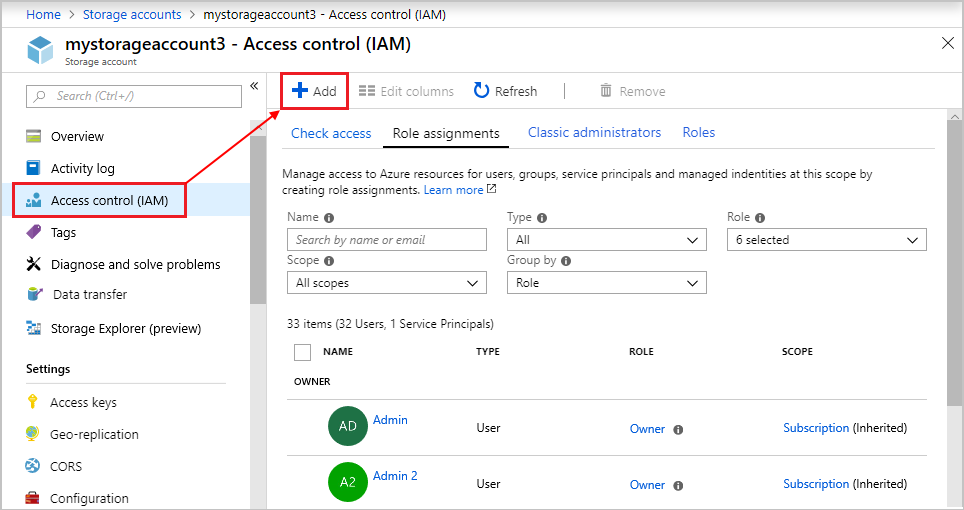 Home > Storage accounts > mystorageaccount3 - Access control (IAM)
mystorageaccount3 - Access control (IAM)
Storage account
Search (Ctrl+/)
Overview
Activity log
Access control (IAM)
Tags
Diagnose and solve problems
Data transfer
Storage Explorer (preview)
Settings
Access keys
Geo-replication
CORS
Configuration
Add Edit columns Refresh Remove
Check access Role assignments Classic administrators Roles
Manage access to Azure resources for users, groups, service principals and managed indentities at this scope by
creating role assignments. Learn more
Name Type Role
Search by name or email All 6 selected
Scope Group by
All scopes Role
33 items (32 Users, 1 Service Principals)
NAME TYPE ROLE SCOPE
OWNER
AD Admin User Owner Subscription (Inherited)
A2 Admin 2 User Owner Subscription (Inherited)